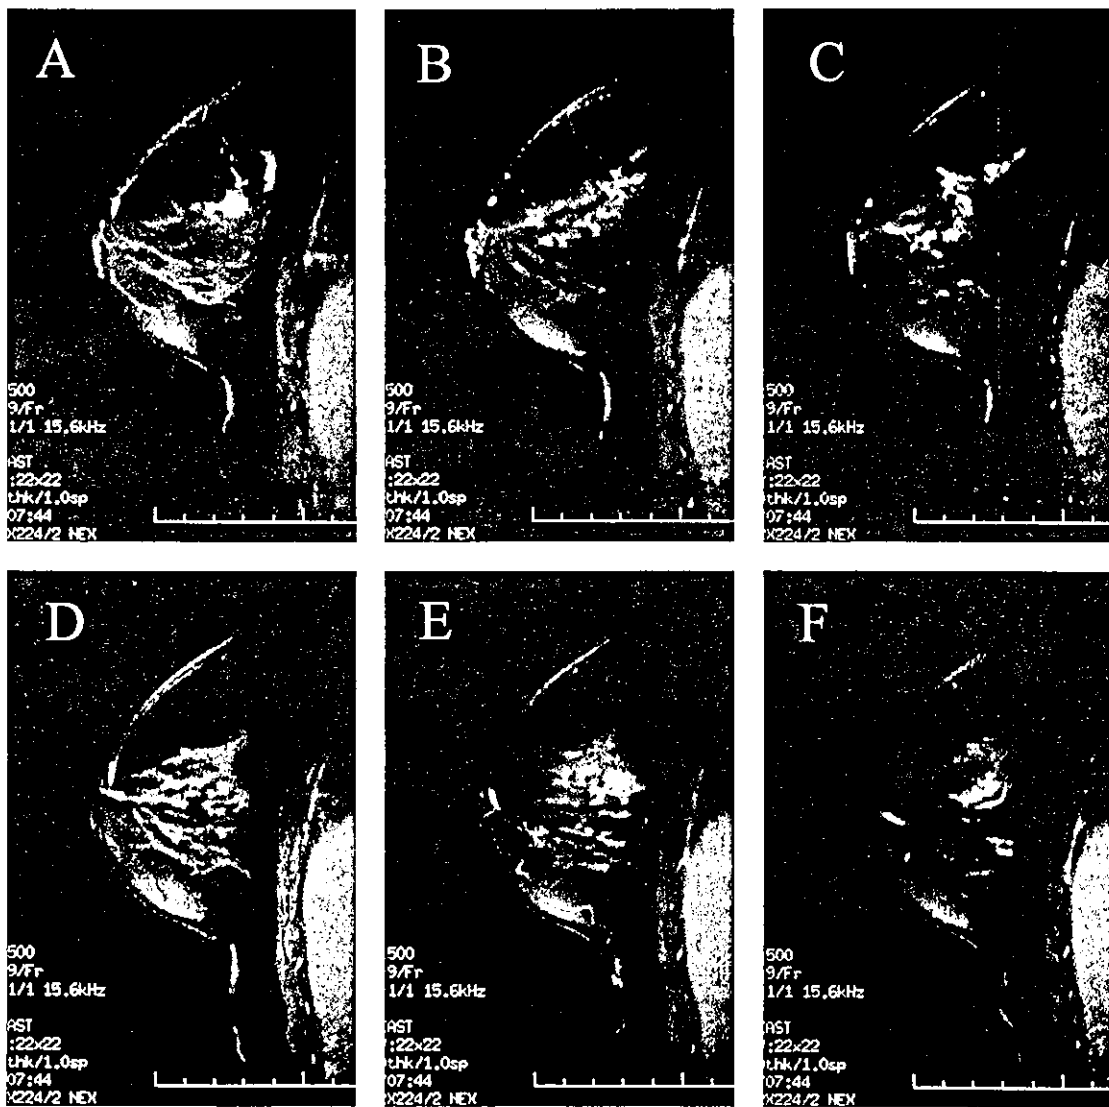 A
500
9/Fr
1/1 15.6kHz
AST
:22x22
thk/1.0sp
07:44
X224/2 NEX
B
500
9/Fr
1/1 15.6kHz
AST
:22x22
thk/1.0sp
07:44
X224/2 NEX
C
500
9/Fr
1/1 15.6kHz
AST
:22x22
thk/1.0sp
07:44
X224/2 NEX
D
500
9/Fr
1/1 15.6kHz
AST
:22x22
thk/1.0sp
07:44
X224/2 NEX
E
500
9/Fr
1/1 15.6kHz
AST
:22x22
thk/1.0sp
07:44
X224/2 NEX
F
500
9/Fr
1/1 15.6kHz
AST
:22x22
thk/1.0sp
07:44
X224/2 NEX